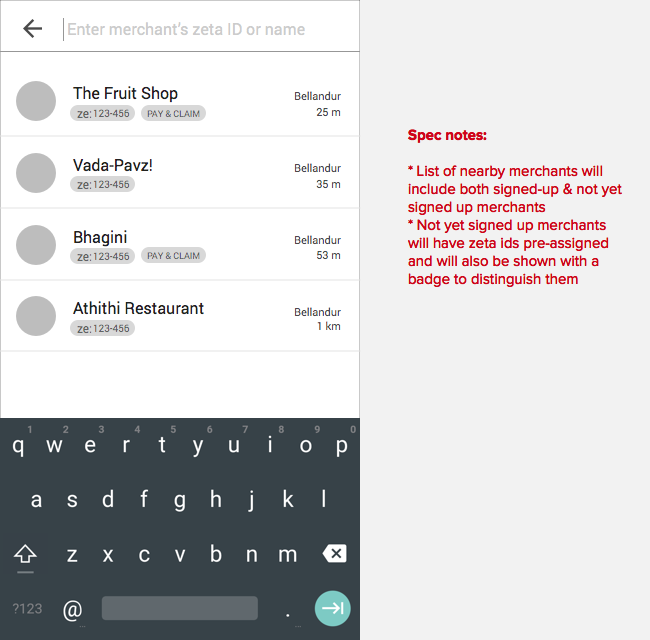 Enter merchant's zeta ID or name
The Fruit Shop
Bellandur
ze:123-456 PAY & CLAIM
25 m
Vada-Pavz!
Bellandur
ze:123-456
35 m
Bhagini
Bellandur
ze:123-456 PAY & CLAIM
53 m
Athithi Restaurant
Bellandur
ze:123-456
1 km
Spec notes:
* List of nearby merchants will
include both signed-up & not yet
signed up merchants
* Not yet signed up merchants
will have zeta ids pre-assigned
and will also be shown with a
badge to distinguish them
1 2 3 4 5 6 7 8 9 0
q w e r t y u i o p
a s d f g h j k l
z x c v b n m
?123 @ .